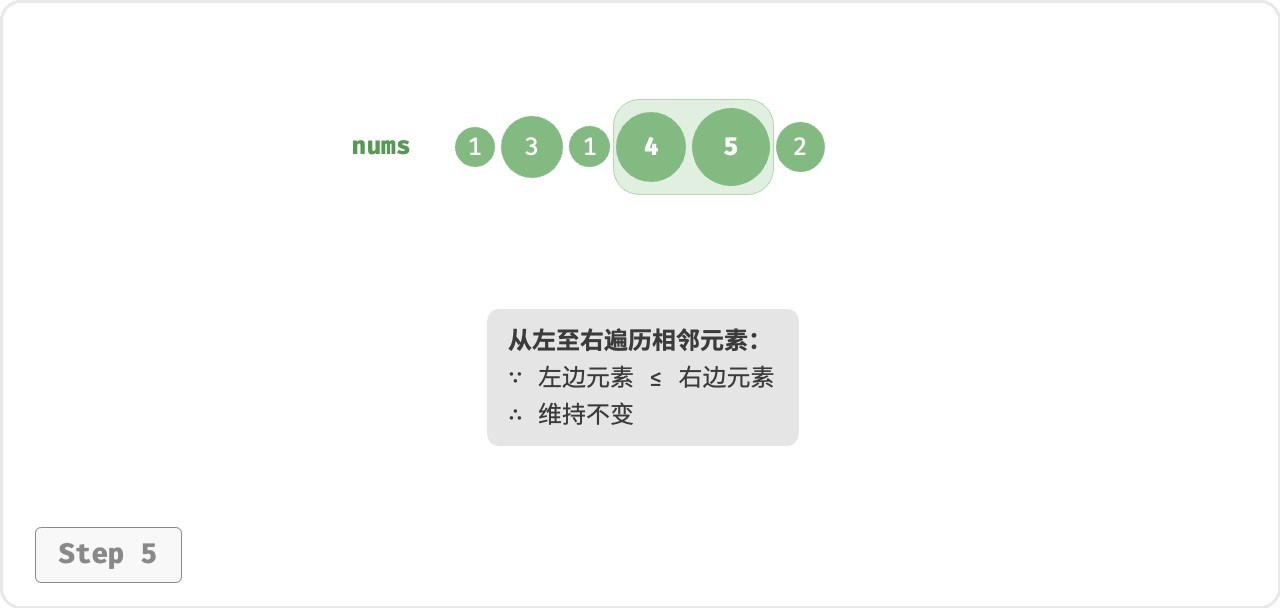 nums 1 3 1 4 5 2
从左至右遍历相邻元素：
∵ 左边元素 ≤ 右边元素
∴ 维持不变
Step 5